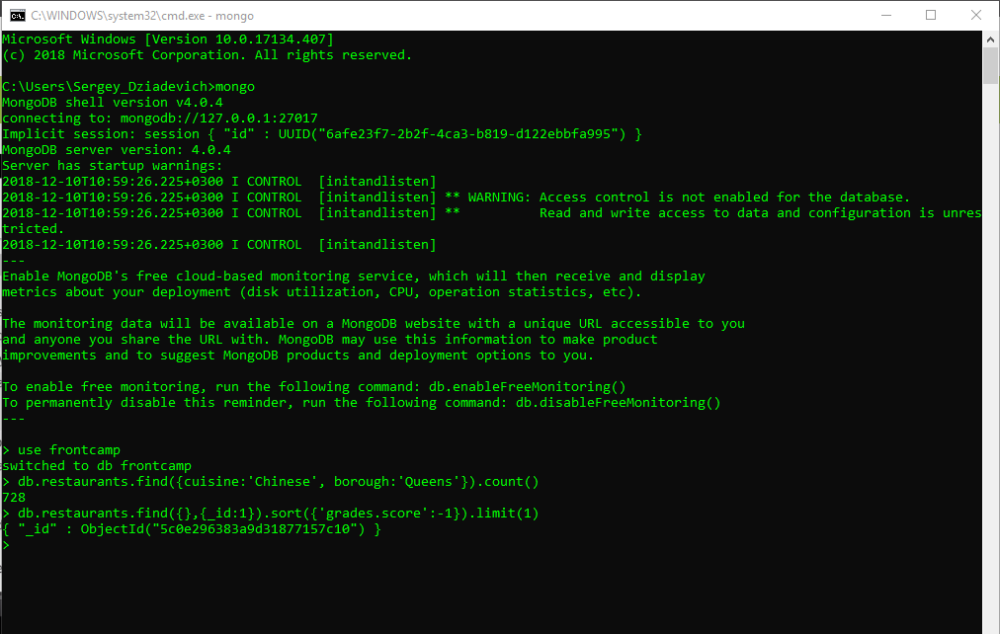 C:\WINDOWS\system32\cmd.exe - mongo
Microsoft Windows [Version 10.0.17134.407]
(c) 2018 Microsoft Corporation. All rights reserved.
C:\Users\Sergey_Dziadevich>mongo
MongoDB shell version v4.0.4
connecting to: mongodb://127.0.0.1:27017
Implicit session: session { "id" : UUID("6afe23f7-2b2f-4ca3-b819-d122ebbfa995") }
MongoDB server version: 4.0.4
Server has startup warnings:
2018-12-10T10:59:26.225+0300 I CONTROL  [initandlisten]
2018-12-10T10:59:26.225+0300 I CONTROL  [initandlisten] ** WARNING: Access control is not enabled for the database.
2018-12-10T10:59:26.225+0300 I CONTROL  [initandlisten] **          Read and write access to data and configuration is unres
tricted.
2018-12-10T10:59:26.225+0300 I CONTROL  [initandlisten]
---
Enable MongoDB's free cloud-based monitoring service, which will then receive and display
metrics about your deployment (disk utilization, CPU, operation statistics, etc).
The monitoring data will be available on a MongoDB website with a unique URL accessible to you
and anyone you share the URL with. MongoDB may use this information to make product
improvements and to suggest MongoDB products and deployment options to you.
To enable free monitoring, run the following command: db.enableFreeMonitoring()
To permanently disable this reminder, run the following command: db.disableFreeMonitoring()
---
> use frontcamp
switched to db frontcamp
> db.restaurants.find({cuisine:'Chinese', borough:'Queens'}).count()
728
> db.restaurants.find({},{_id:1}).sort({'grades.score':-1}).limit(1)
{ "_id" : ObjectId("5c0e296383a9d31877157c10") }
>